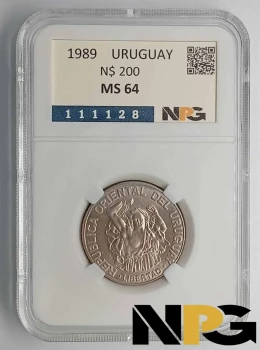 1989 URUGUAY
N$ 200
MS 64
111128 NPG
REPUBLICA ORIENTAL DEL URUGUAY
LIBERTAD
NPG